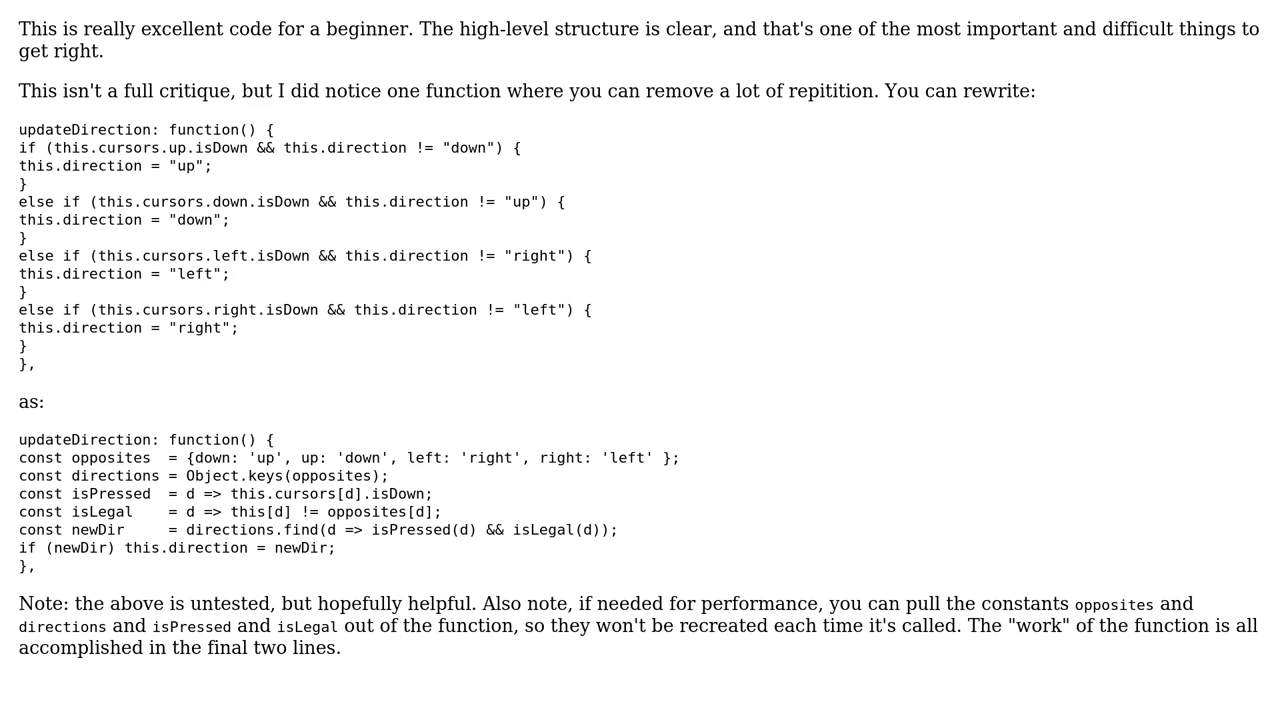 This is really excellent code for a beginner. The high-level structure is clear, and that's one of the most important and difficult things to
get right.
This isn't a full critique, but I did notice one function where you can remove a lot of repitition. You can rewrite:
updateDirection: function() {
if (this.cursors.up.isDown && this.direction != "down") {
this.direction = "up";
}
else if (this.cursors.down.isDown && this.direction != "up") {
this.direction = "down";
}
else if (this.cursors.left.isDown && this.direction != "right") {
this.direction = "left";
}
else if (this.cursors.right.isDown && this.direction != "left") {
this.direction = "right";
}
},
as:
updateDirection: function() {
const opposites  = {down: 'up', up: 'down', left: 'right', right: 'left' };
const directions = Object.keys(opposites);
const isPressed  = d => this.cursors[d].isDown;
const isLegal    = d => this[d] != opposites[d];
const newDir     = directions.find(d => isPressed(d) && isLegal(d));
if (newDir) this.direction = newDir;
},
Note: the above is untested, but hopefully helpful. Also note, if needed for performance, you can pull the constants opposites and
directions and isPressed and isLegal out of the function, so they won't be recreated each time it's called. The "work" of the function is all
accomplished in the final two lines.